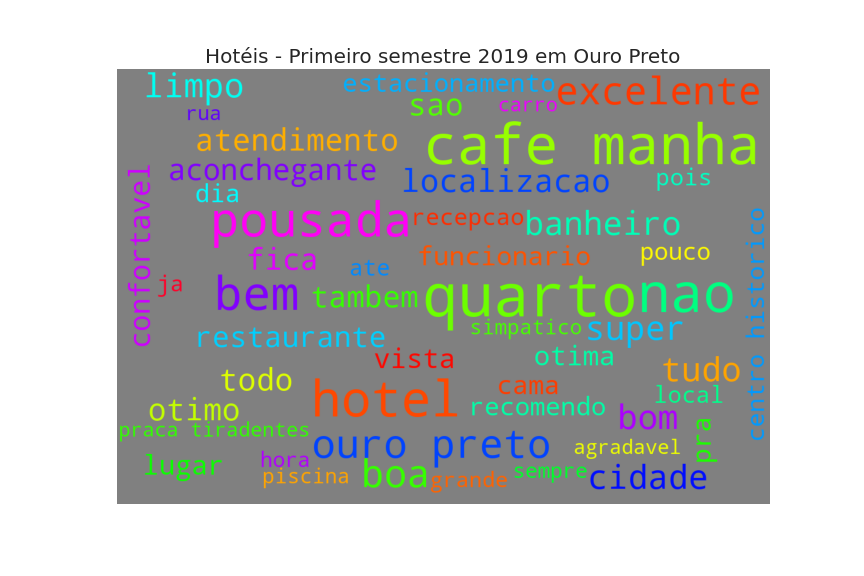 Hotéis - Primeiro semestre 2019 em Ouro Preto
limpo
estacionamento
excelente
rua
sao
carro
atendimento
cafe manha
aconchegante
localizacao
pois
dia
confortavel
pousada
recepcao
banheiro
centro historico
fica
ate
funcionario
pouco
ja
bem
tambem
quarto
nao
restaurante
simpatico
super
vista
otima
todo
hotel
cama
tudo
otimo
recomendo
local
praca tiradentes
bom
pra
lugar
hora
ouro preto
agradavel
piscina
boa
grande
sempre
cidade